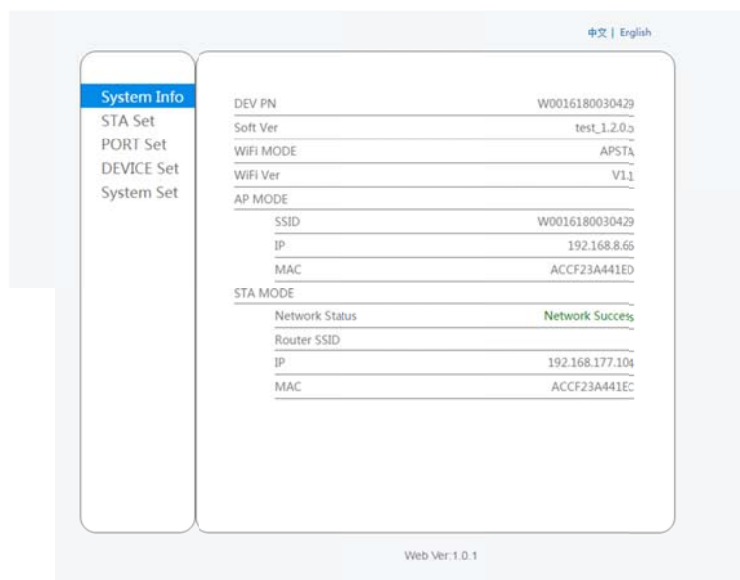 中文 | English
System Info
STA Set
PORT Set
DEVICE Set
System Set
DEV PN W0016180030429
Soft Ver test_1.2.0.
WiFi MODE APSTA
WiFi Ver V1.1
AP MODE
SSID W0016180030429
IP 192.168.8.66
MAC ACCF23A441ED
STA MODE
Network Status Network Success
Router SSID
IP 192.168.177.104
MAC ACCF23A441EC
Web Ver:1.0.1